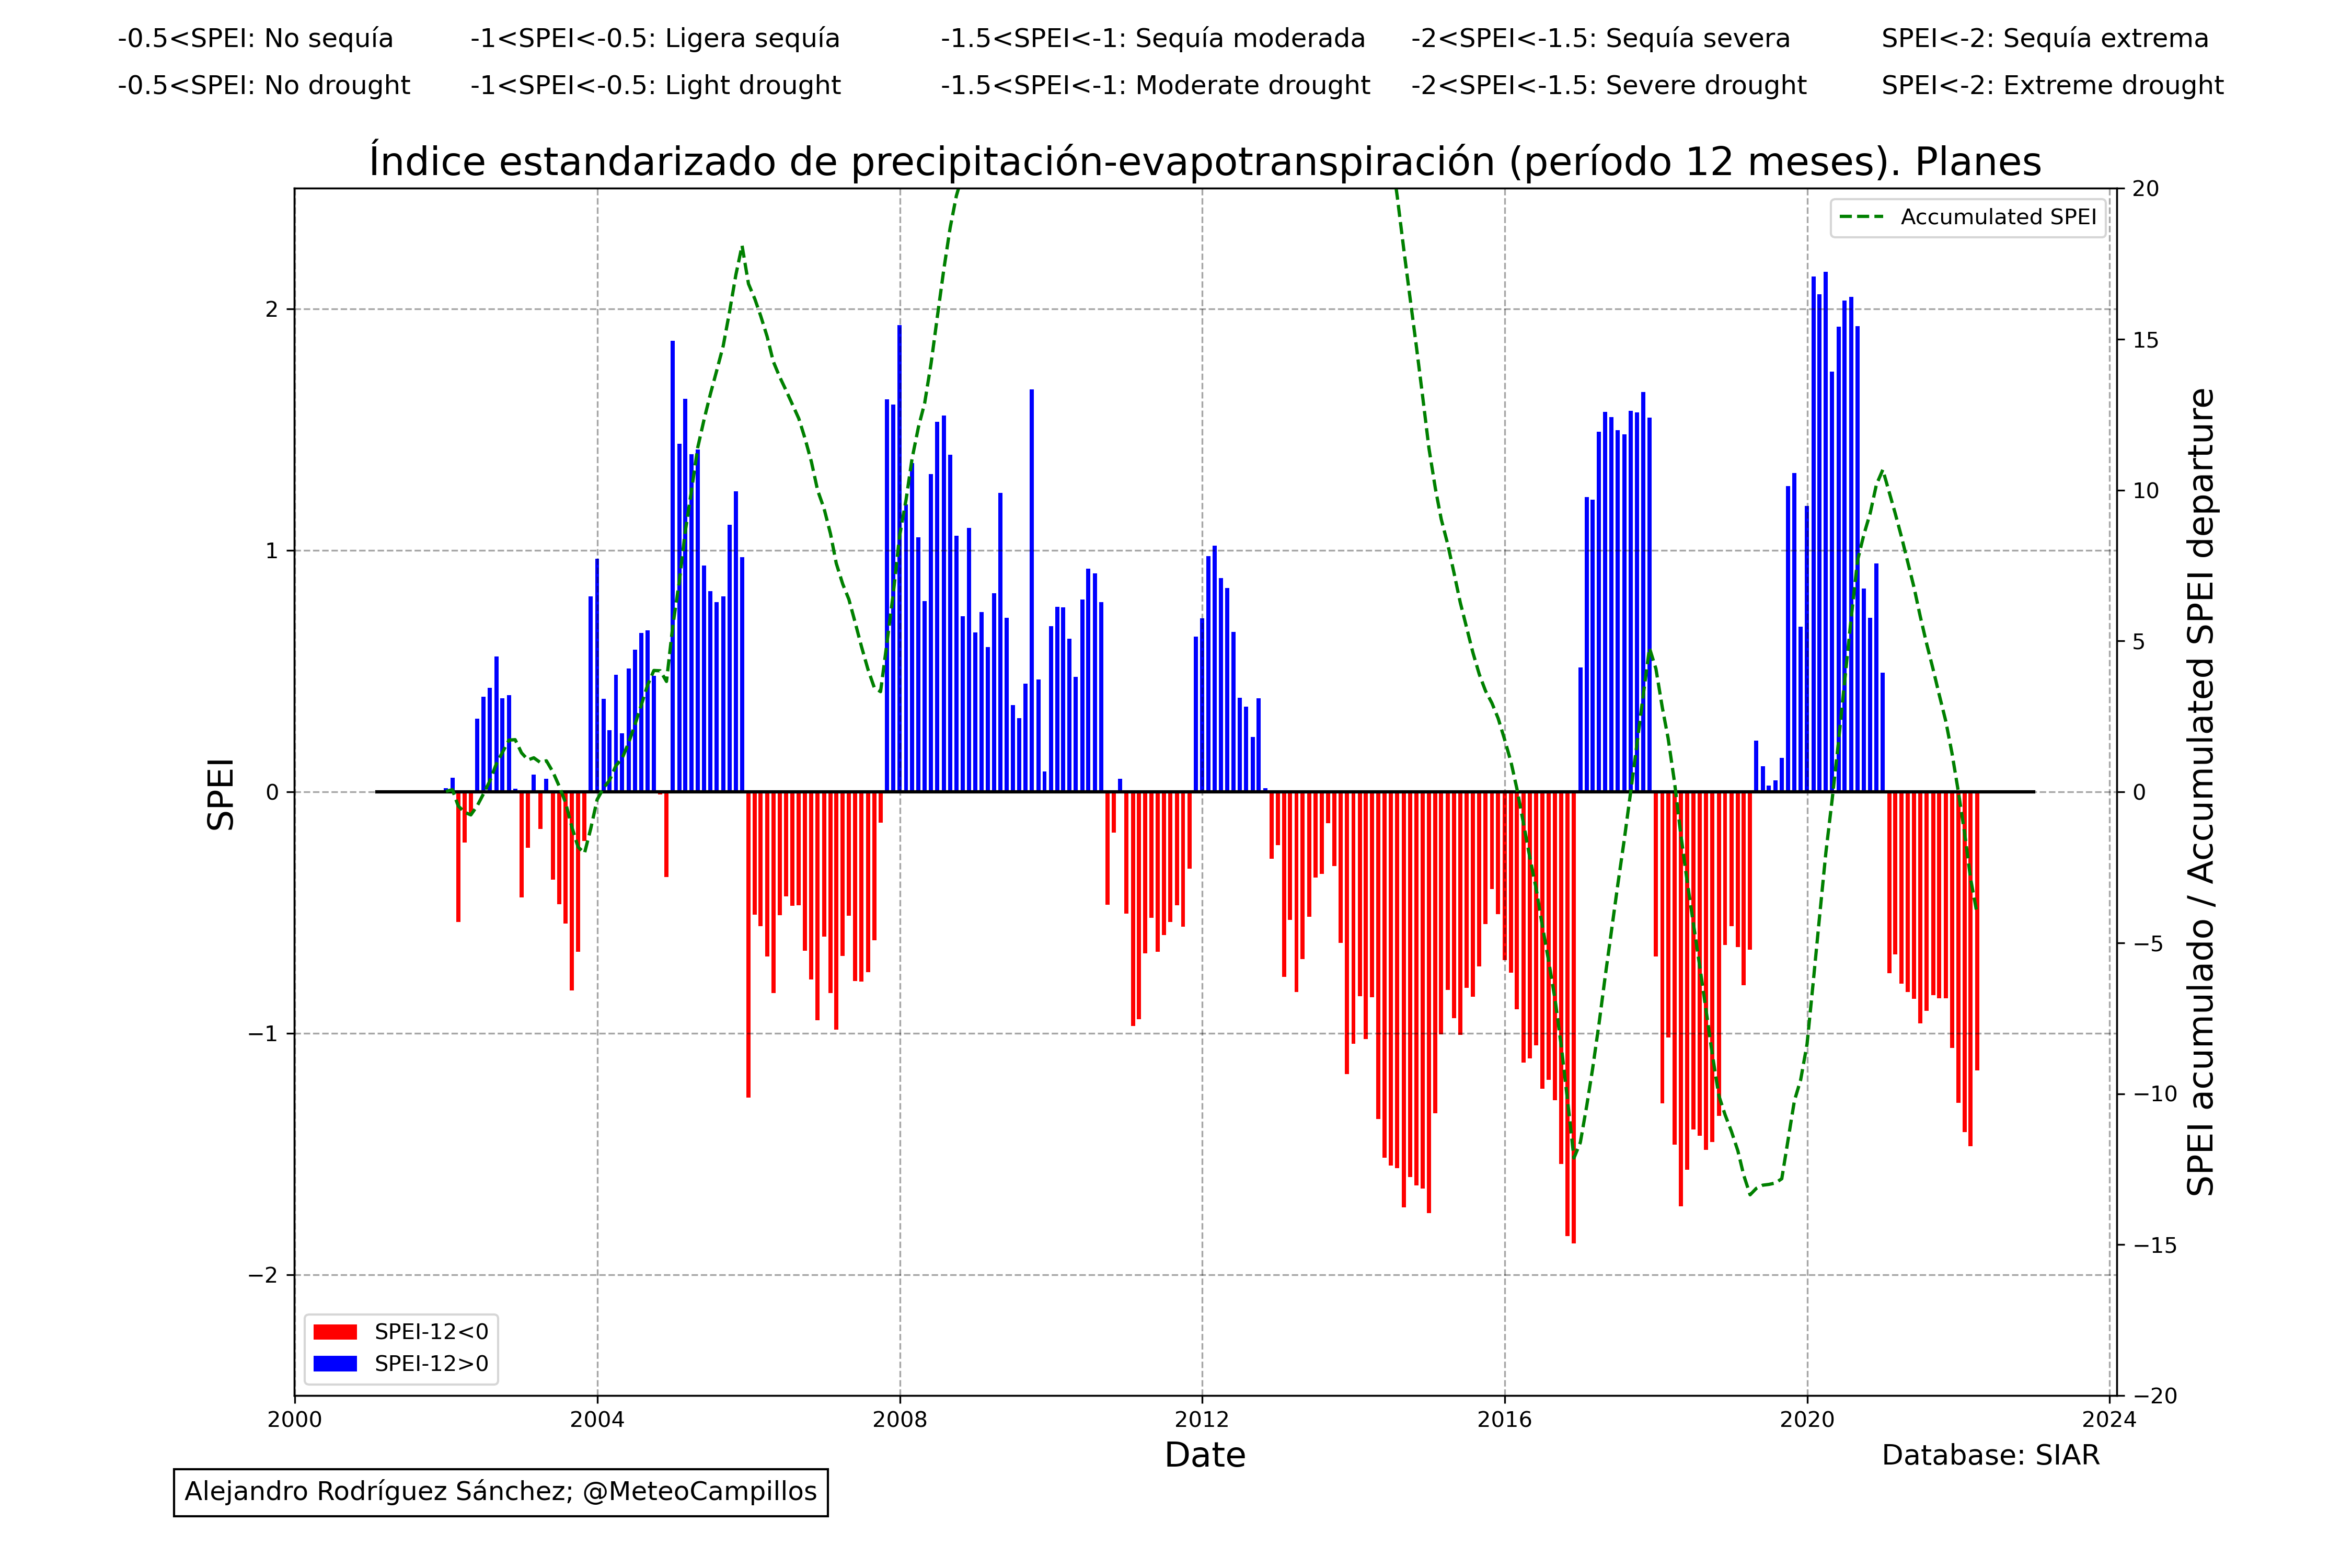 -0.5<SPEI: No sequía -1<SPEI<-0.5: Ligera sequía -1.5<SPEI<-1: Sequía moderada -2<SPEI<-1.5: Sequía severa SPEI<-2: Sequía extrema
-0.5<SPEI: No drought -1<SPEI<-0.5: Light drought -1.5<SPEI<-1: Moderate drought -2<SPEI<-1.5: Severe drought SPEI<-2: Extreme drought
Índice estandarizado de precipitación-evapotranspiración (período 12 meses). Planes
Accumulated SPEI
SPEI
2
1
0
−1
−2
20
15
10
5
0
−5
−10
−15
−20
SPEI acumulado / Accumulated SPEI departure
SPEI-12<0
SPEI-12>0
2000 2004 2008 2012 2016 2020 2024
Date
Database: SIAR
Alejandro Rodríguez Sánchez; @MeteoCampillos